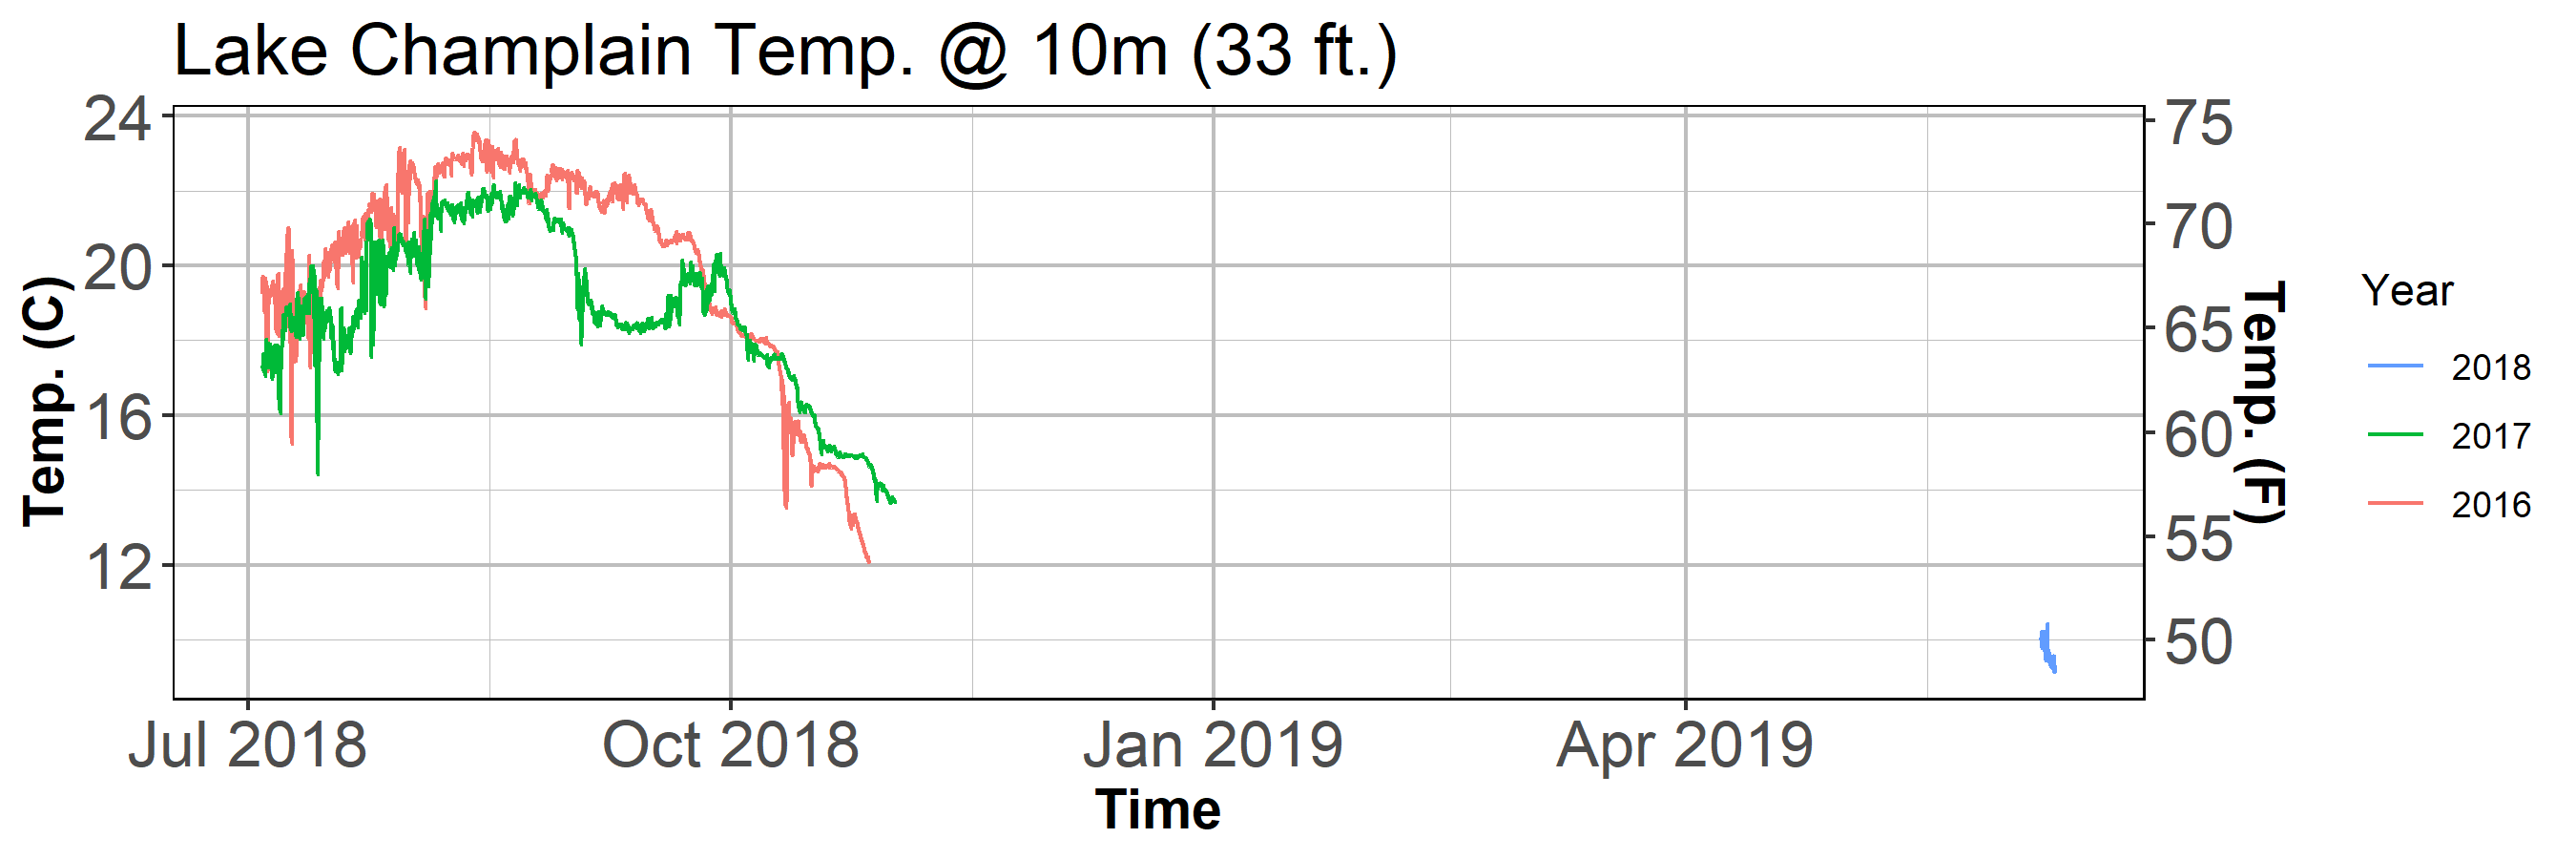 Lake Champlain Temp. @ 10m (33 ft.)
Temp. (C)
24
20
16
12
75
70
65
60
55
50
Temp. (F)
Jul 2018
Oct 2018
Jan 2019
Apr 2019
Time
Year
2018
2017
2016